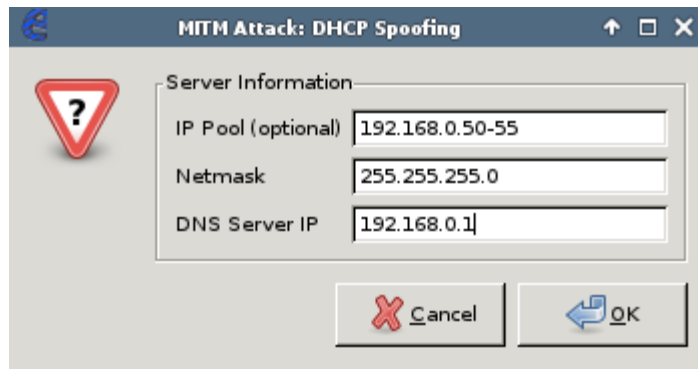 MITM Attack: DHCP Spoofing
Server Information
IP Pool (optional) 192.168.0.50-55
Netmask 255.255.255.0
DNS Server IP 192.168.0.1
Cancel OK